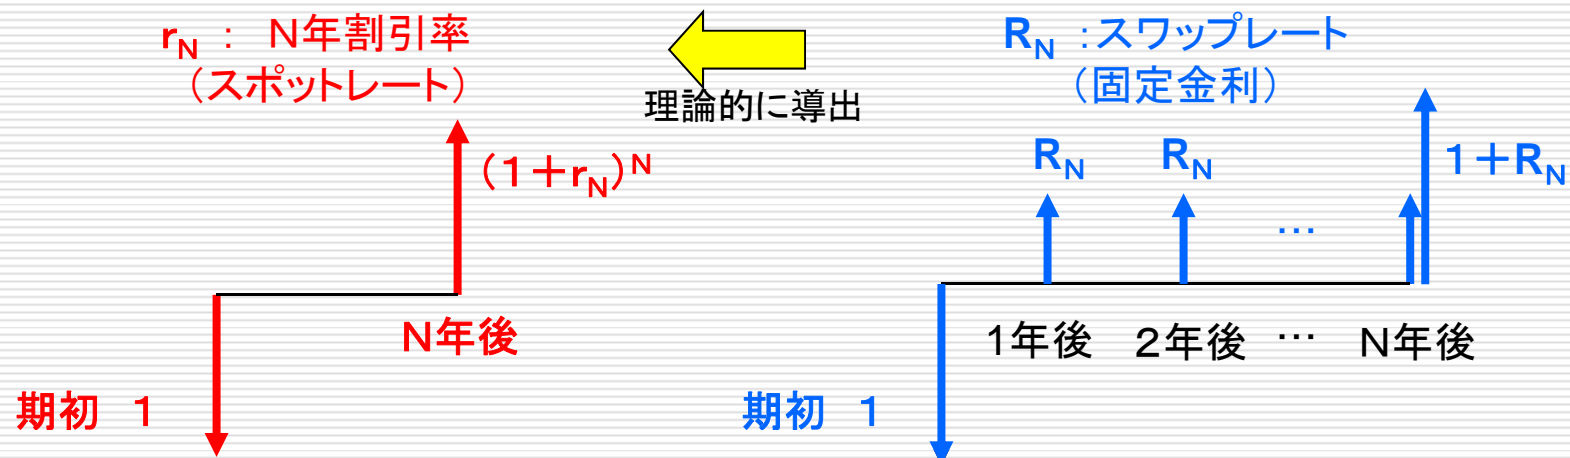 rN : N年割引率
(スポットレート)
理論的に導出
RN :スワップレート
(固定金利)
(1+rN)N
N年後
期初 1
RN RN … 1+RN
1年後 2年後 … N年後
期初 1